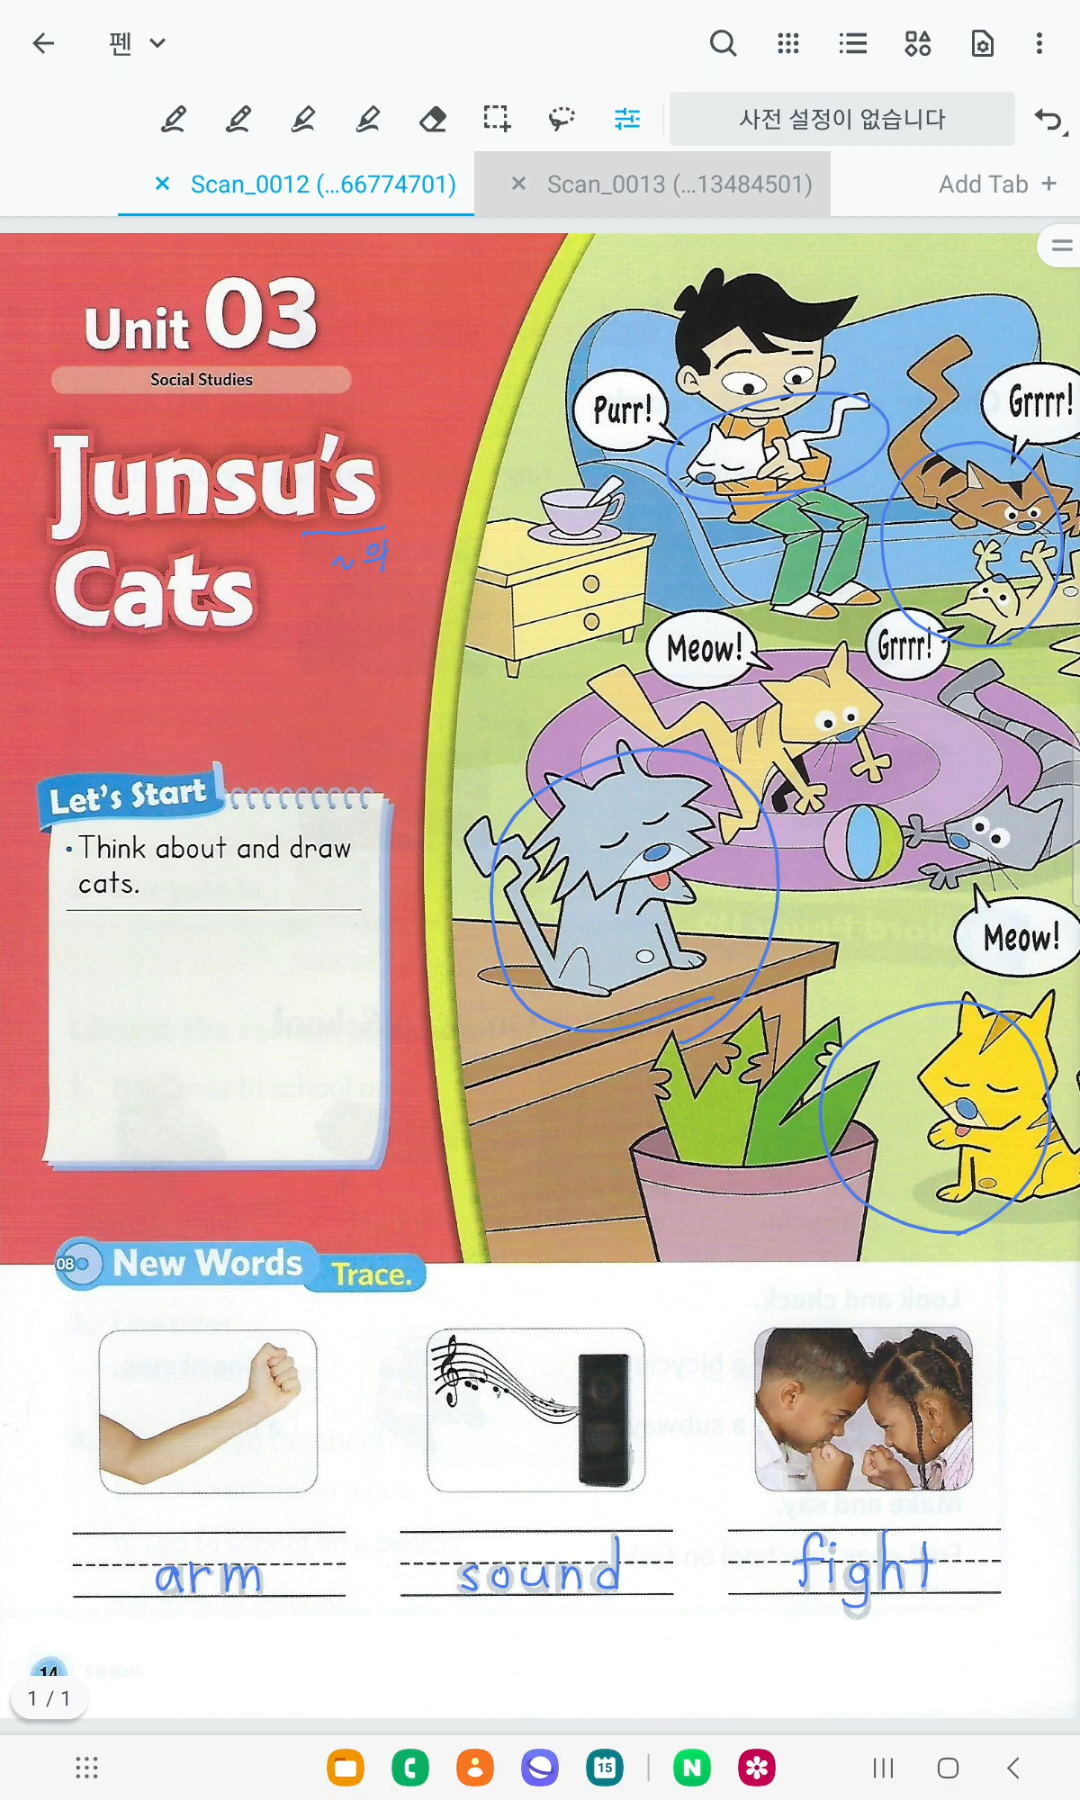 펜
사전 설정이 없습니다
Scan_0012 (...66774701)
Scan_0013 (...13484501)
Add Tab +
Unit 03
Social Studies
Junsu's
~의
Cats
Purr!
Grrrr!
Meow!
Grrrr!
Meow!
Let's Start
• Think about and draw
cats.
08
New Words
Trace.
arm
sound
fight
14
1 / 1
15
N